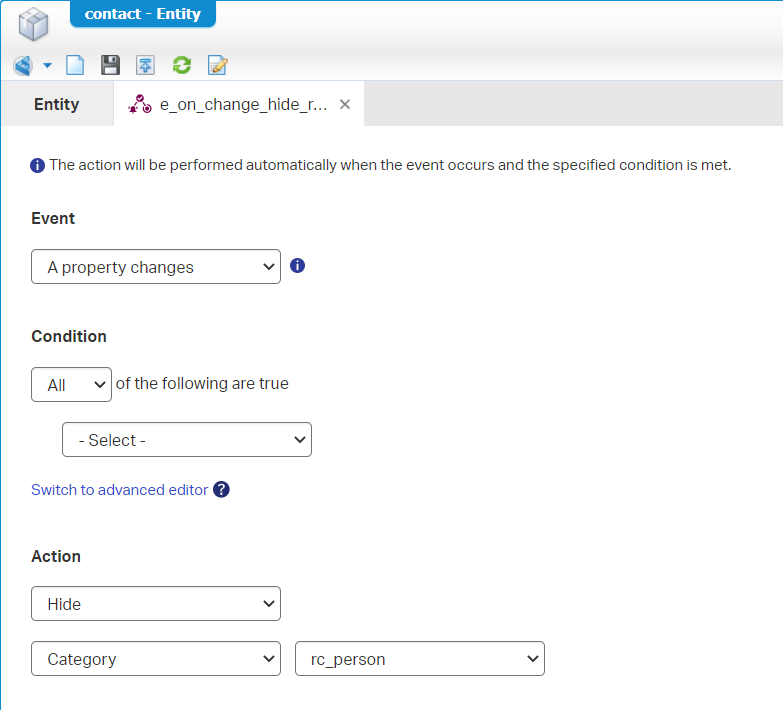 contact - Entity
Entity
e_on_change_hide_r...
The action will be performed automatically when the event occurs and the specified condition is met.
Event
A property changes
Condition
All of the following are true
- Select -
Switch to advanced editor
Action
Hide
Category rc_person